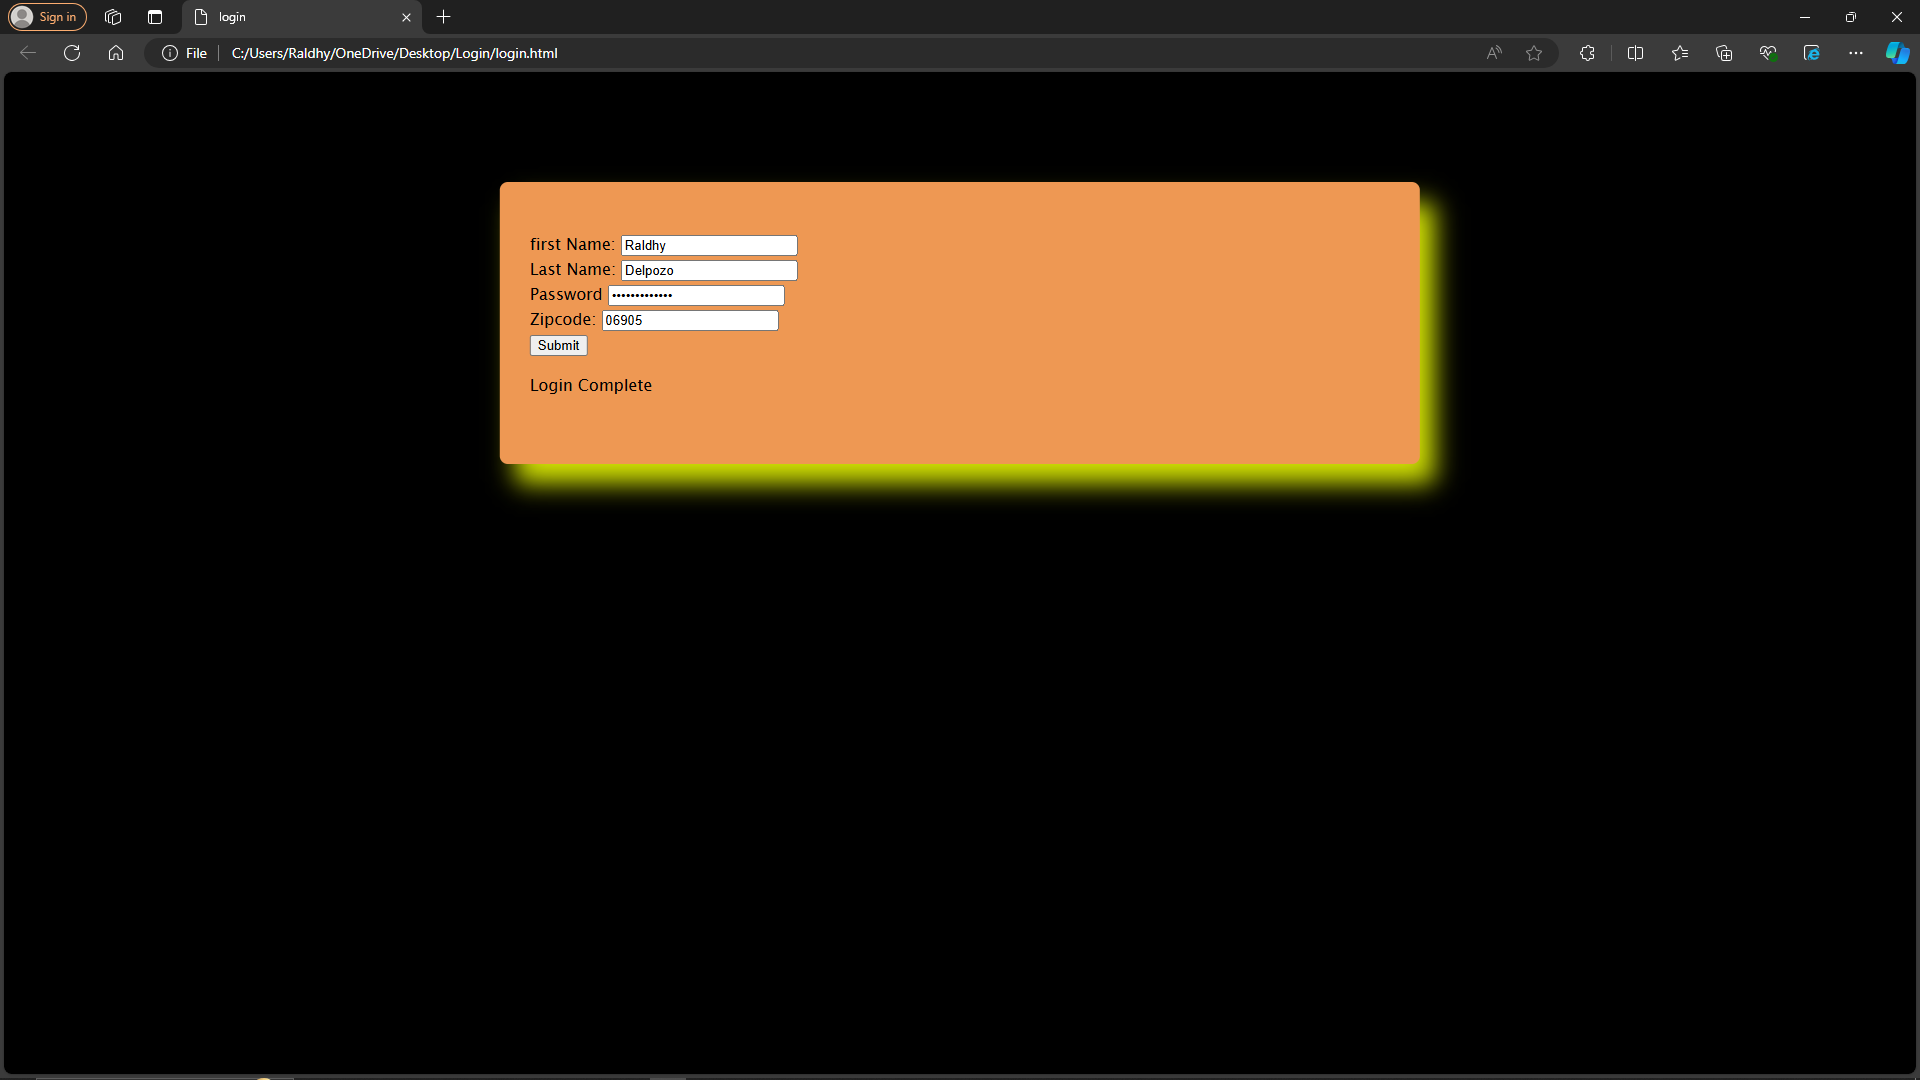 Sign in
login
File
C:/Users/Raldhy/OneDrive/Desktop/Login/login.html
first Name: Raldhy
Last Name: Delpozo
Password •••••••••••••
Zipcode: 06905
Submit
Login Complete